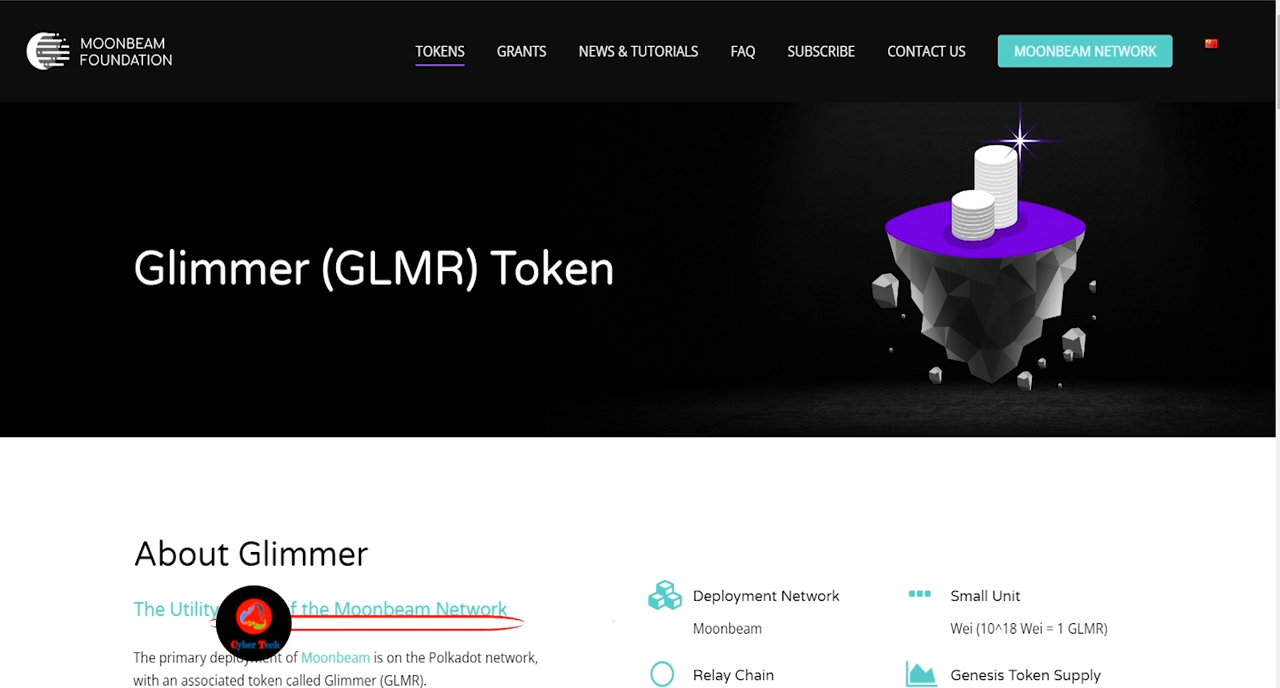 MOONBEAM
FOUNDATION
TOKENS GRANTS NEWS & TUTORIALS FAQ SUBSCRIBE CONTACT US MOONBEAM NETWORK
Glimmer (GLMR) Token
About Glimmer
The Utility of the Moonbeam Network
Cyber Tech
The primary deployment of Moonbeam is on the Polkadot network,
with an associated token called Glimmer (GLMR).
Deployment Network
Moonbeam
Small Unit
Wei (10^18 Wei = 1 GLMR)
Relay Chain
Genesis Token Supply